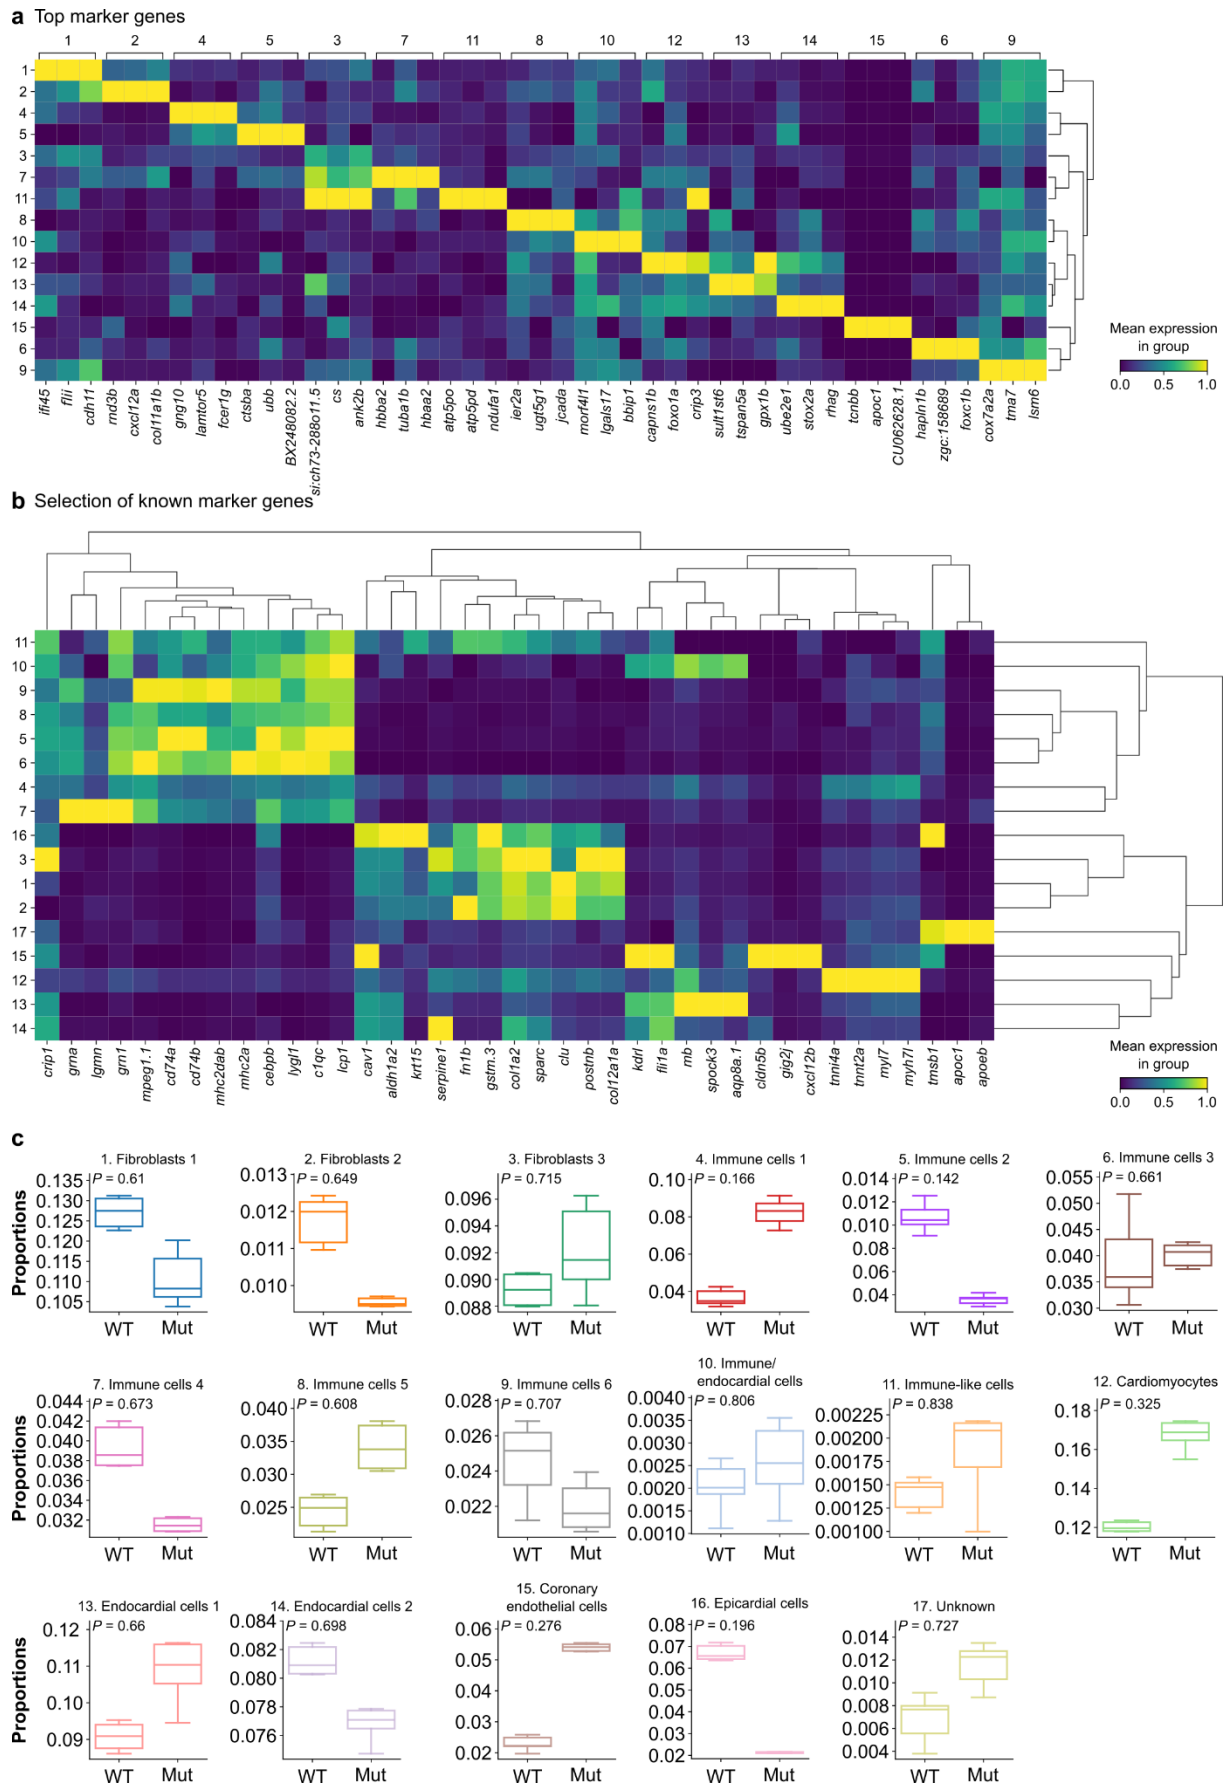 a Top marker genes
1 2 4 5 3 7 11 8 10 12 13 14 15 6 9
1
2
4
5
3
7
11
8
10
12
13
14
15
6
9
Mean expression
in group
0.0 0.5 1.0
ifi45 flii cdh11 rnd3b cxcl12a col11a1b gng10 lamtor5 fcer1g ctsba ubb BX248082.2 si:ch73-288o11.5 cs ank2b hbba2 tuba1b hbaa2 atp5po atp5pd ndufa1 ier2a ugt5g1 jcada morf4l1 lgals17 bbip1 capns1b foxo1a crip3 sult1st6 tspan5a gpx1b ube2e1 stox2a rhag tcnbb apoc1 CU062628.1 hapln1b zgc:158689 foxc1b cox7a2a tma7 lsm6
b Selection of known marker genes
11
10
9
8
5
6
4
7
16
3
1
2
17
15
12
13
14
crip1 grna lgmn grn1 mpeg1.1 cd74a cd74b mhc2dab mhc2a cebpb lygl1 c1qc lcp1 cav1 aldh1a2 krt15 serpine1 fn1b gstm.3 col1a2 sparc clu postnb col12a1a kdrl fli1a mb spock3 aqp8a.1 cldn5b gig2j cxcl12b tnni4a tnnt2a myl7 myh7l tmsb1 apoc1 apoeb
Mean expression
in group
0.0 0.5 1.0
c
Proportions
1. Fibroblasts 1
P = 0.61
0.135
0.130
0.125
0.120
0.115
0.110
0.105
WT Mut
2. Fibroblasts 2
P = 0.649
0.013
0.012
0.011
0.010
WT Mut
3. Fibroblasts 3
P = 0.715
0.096
0.094
0.092
0.090
0.088
WT Mut
4. Immune cells 1
P = 0.166
0.10
0.08
0.06
0.04
WT Mut
5. Immune cells 2
P = 0.142
0.014
0.012
0.010
0.08
0.06
0.04
WT Mut
6. Immune cells 3
P = 0.661
0.055
0.050
0.045
0.040
0.035
0.030
WT Mut
Proportions
7. Immune cells 4
P = 0.673
0.044
0.042
0.040
0.038
0.036
0.034
0.032
WT Mut
8. Immune cells 5
P = 0.608
0.040
0.035
0.030
0.025
WT Mut
9. Immune cells 6
P = 0.707
0.028
0.026
0.024
0.022
WT Mut
10. Immune/
endocardial cells
P = 0.806
0.0040
0.0035
0.0030
0.0025
0.0020
0.0015
0.0010
WT Mut
11. Immune-like cells
P = 0.838
0.00225
0.00200
0.00175
0.00150
0.00125
0.00100
WT Mut
12. Cardiomyocytes
P = 0.325
0.18
0.16
0.14
0.12
WT Mut
Proportions
13. Endocardial cells 1
P = 0.66
0.12
0.11
0.10
0.09
WT Mut
14. Endocardial cells 2
P = 0.698
0.084
0.082
0.080
0.078
0.076
WT Mut
15. Coronary
endothelial cells
P = 0.276
0.06
0.05
0.04
0.03
0.02
WT Mut
16. Epicardial cells
P = 0.196
0.08
0.07
0.06
0.05
0.04
0.03
0.02
WT Mut
17. Unknown
P = 0.727
0.014
0.012
0.010
0.008
0.006
0.004
WT Mut